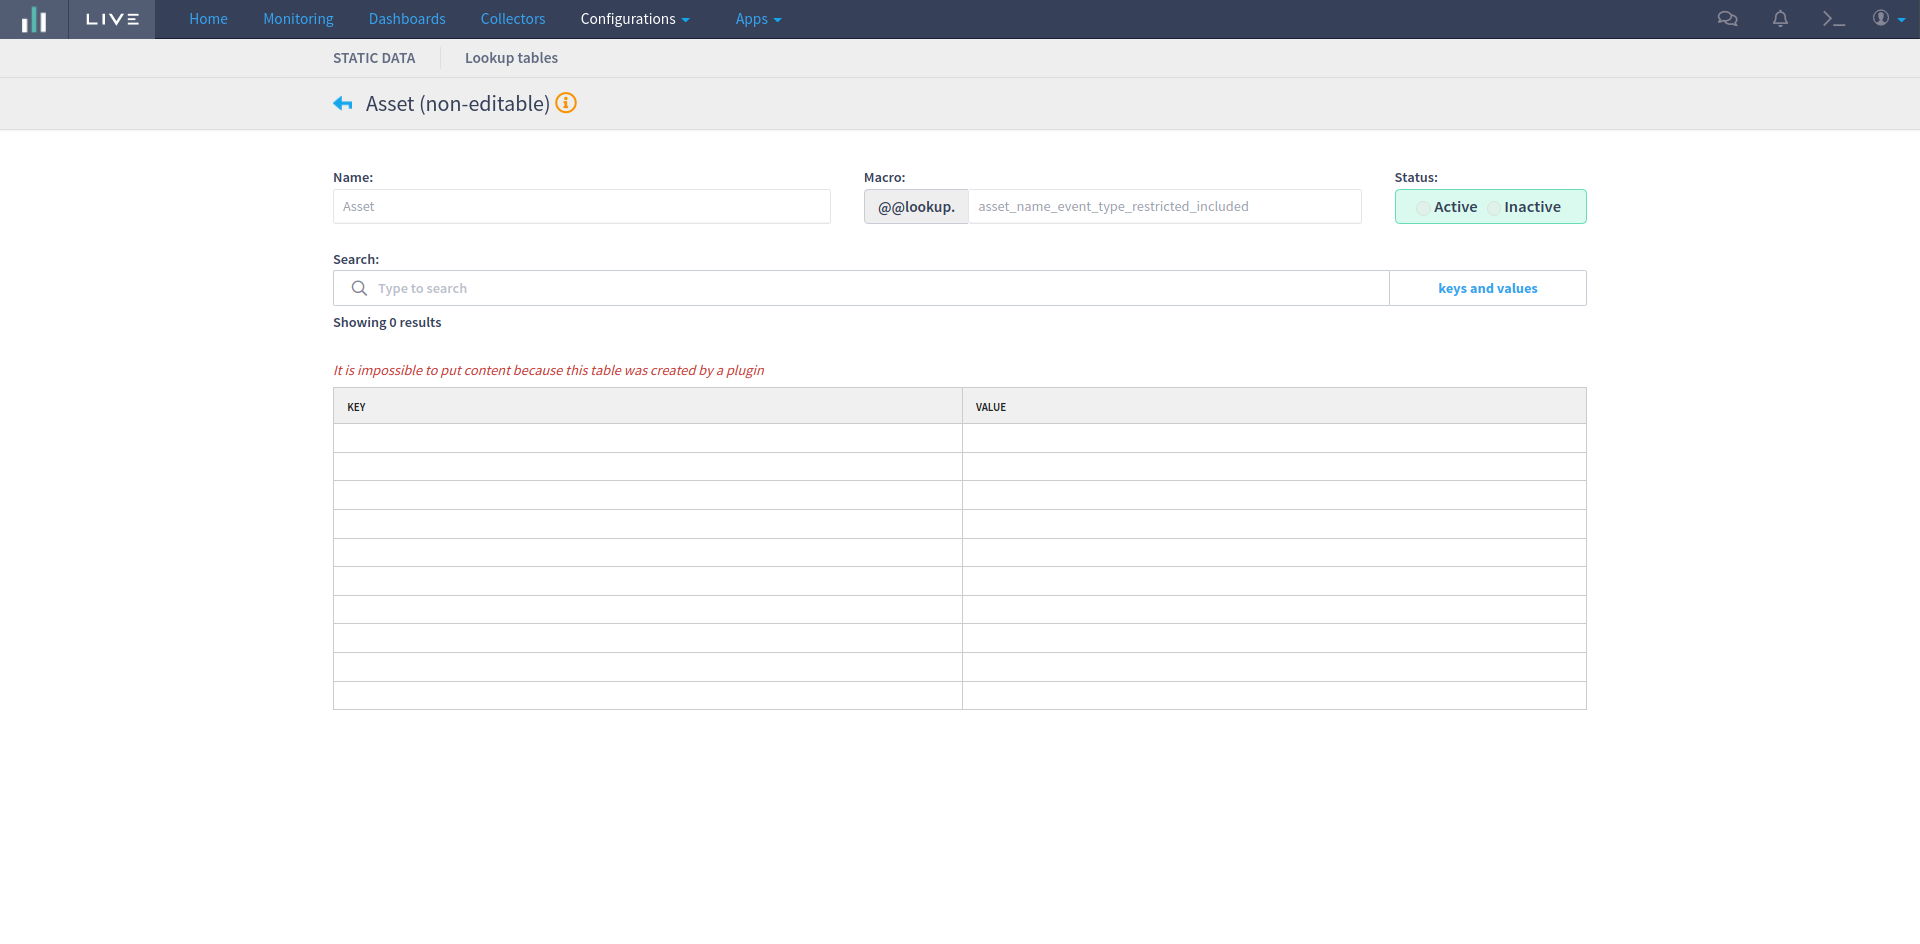 LIVE Home Monitoring Dashboards Collectors Configurations Apps
STATIC DATA Lookup tables
Asset (non-editable)
Name: Macro: Status:
Asset @@lookup. asset_name_event_type_restricted_included Active Inactive
Search:
Type to search keys and values
Showing 0 results
It is impossible to put content because this table was created by a plugin
KEY VALUE